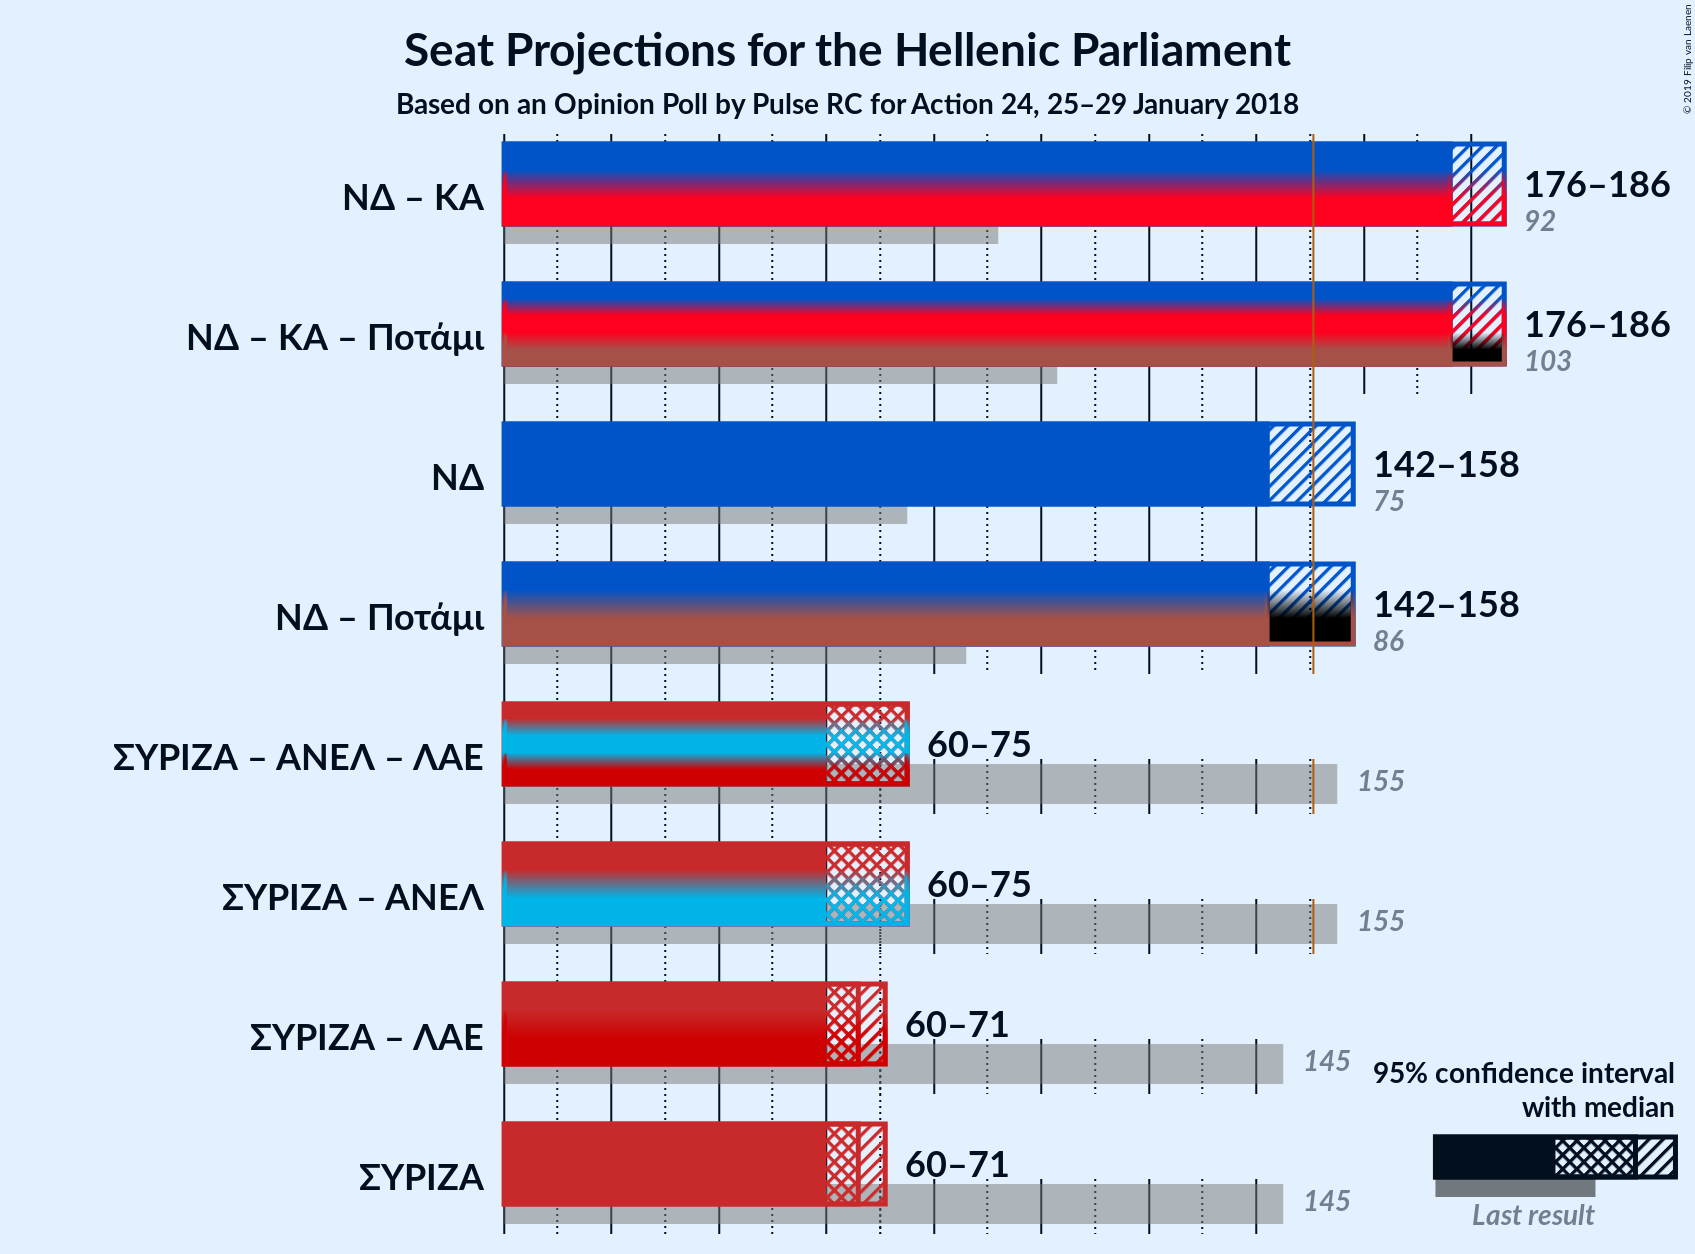 Seat Projections for the Hellenic Parliament
Based on an Opinion Poll by Pulse RC for Action 24, 25–29 January 2018
© 2019 Filip van Laenen
ΝΔ – ΚΑ
176–186
92
ΝΔ – ΚΑ – Ποτάμι
176–186
103
ΝΔ
142–158
75
ΝΔ – Ποτάμι
142–158
86
ΣΥΡΙΖΑ – ΑΝΕΛ – ΛΑΕ
60–75
155
ΣΥΡΙΖΑ – ΑΝΕΛ
60–75
155
ΣΥΡΙΖΑ – ΛΑΕ
60–71
145
ΣΥΡΙΖΑ
60–71
145
95% confidence interval
with median
Last result